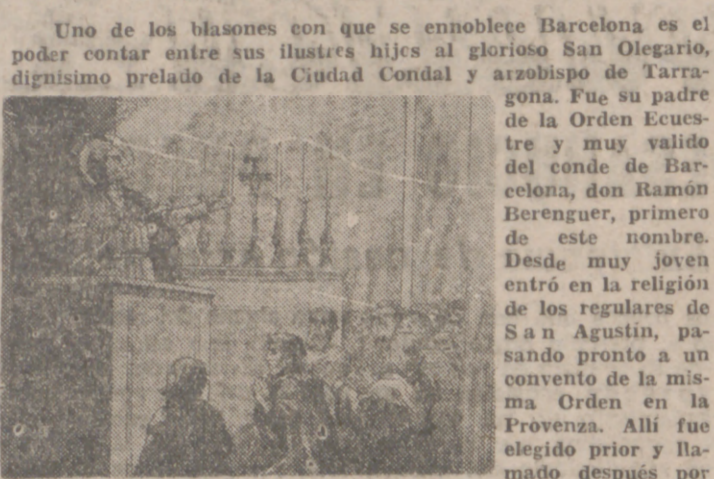 Uno de los blasones con que se ennoblece Barcelona es el
poder contar entre sus ilustres hijos al glorioso San Olegario,
dignísimo prelado de la Ciudad Condal y arzobispo de Tarra-
gona. Fue su padre
de la Orden Ecues-
tre y muy valido
del conde de Bar-
celona, don Ramón
Berenguer, primero
de este nombre.
Desde muy joven
entró en la religión
de los regulares de
San Agustín, pa-
sando pronto a un
convento de la mis-
ma Orden en la
Provenza. Allí fue
elegido prior y lla-
mado después por